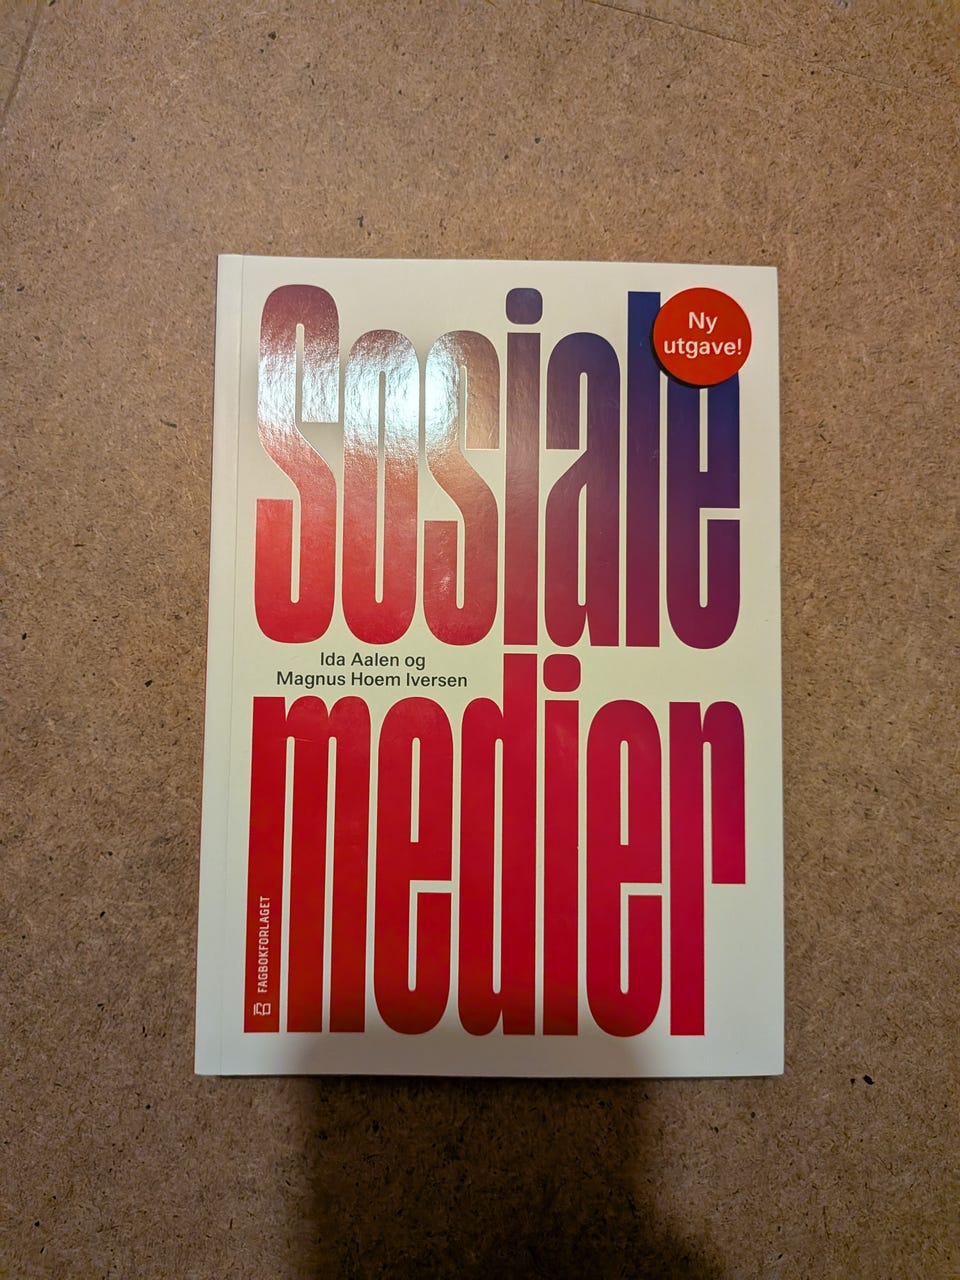 Sosiale
Ny
utgave!
Ida Aalen og
Magnus Hoem Iversen
medier
FAGBOKFORLAGET